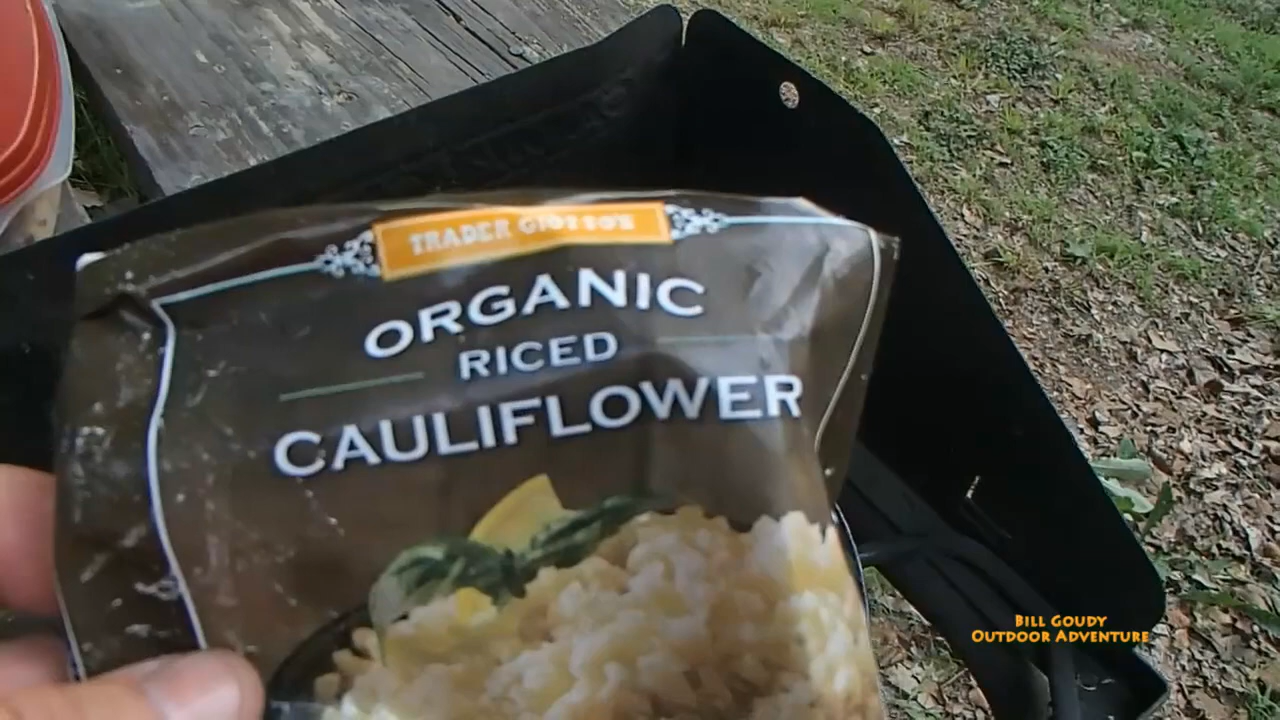 TRADER GIOTTO'S
ORGANIC
RICED
CAULIFLOWER
BILL GOUDY
OUTDOOR ADVENTURE